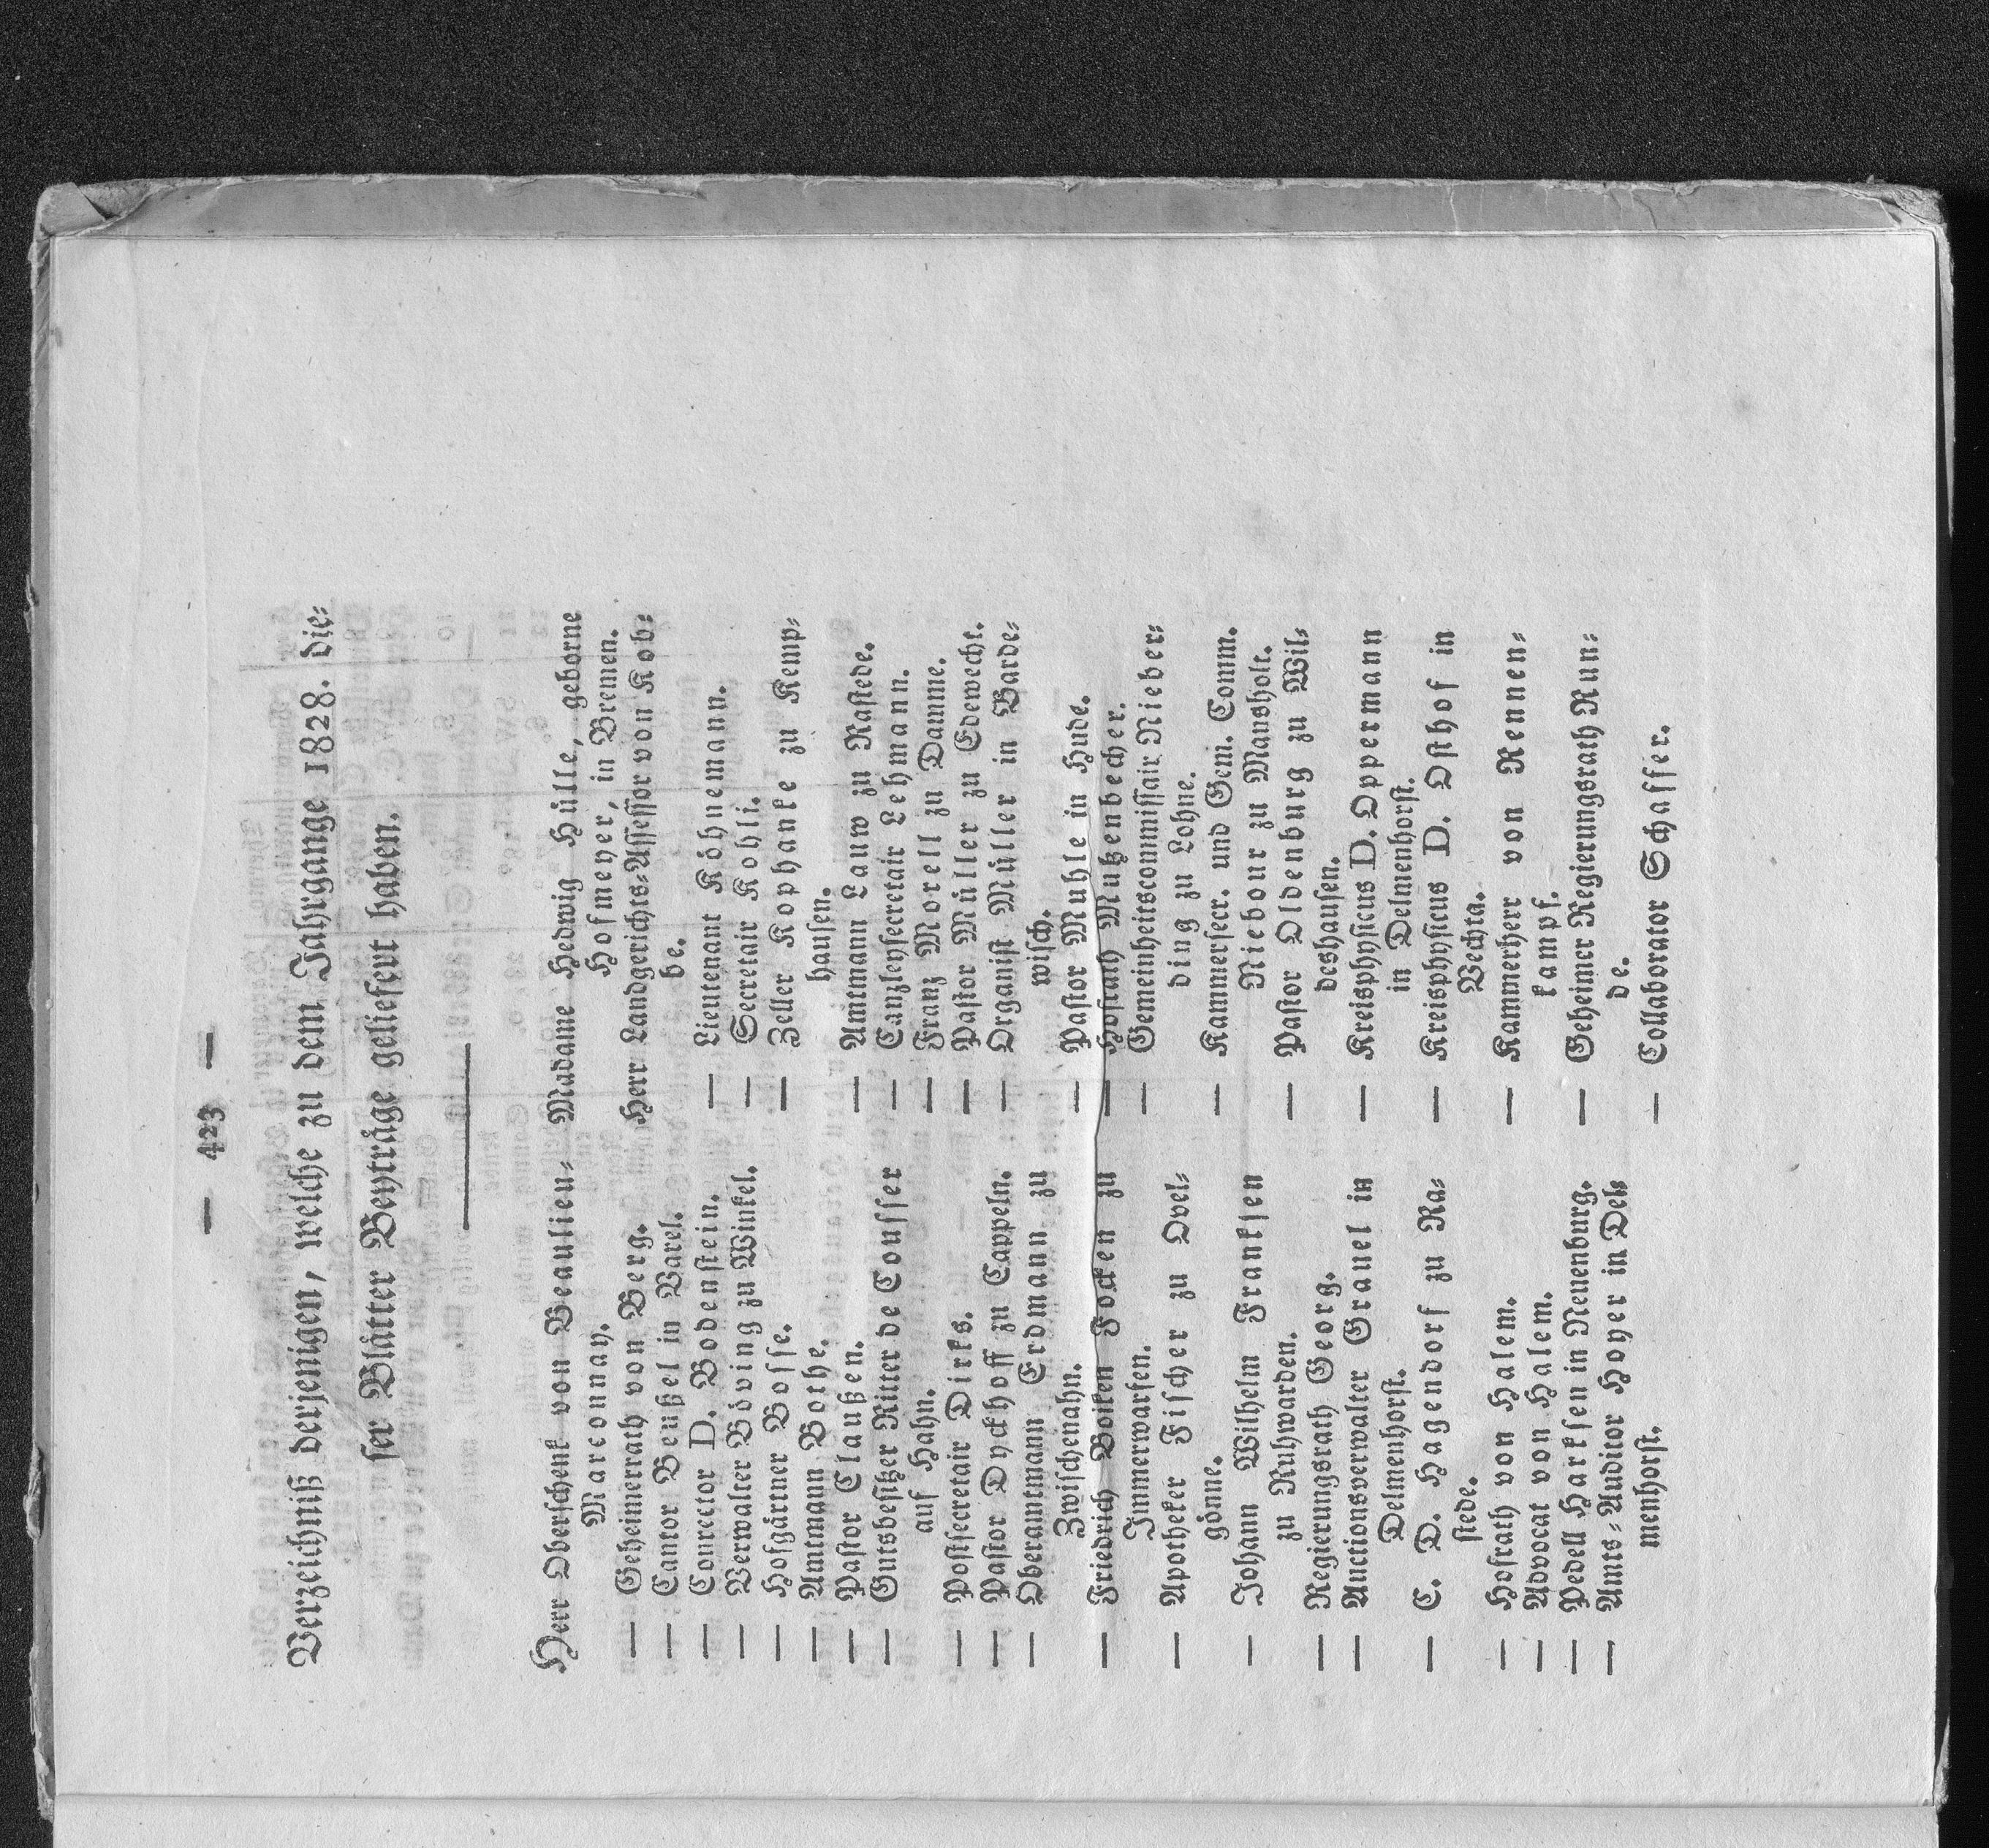 — 423 —
Verzeichniß derjenigen, welche zu dem Jahrgange 1828. die-
ser Blätter Beyträge geliefert haben.
Herr Oberschenk von Beaulieu-
Marconnay.
— Geheimerrath von Berg.
— Cantor Beußel in Varel.
— Conrector D. Bodenstein.
— Verwalter Böving zu Winkel.
— Hofgärtner Bosse.
— Amtmann Bothe.
— Pastor Claußen.
— Gutsbesitzer Ritter de Cousser
auf Hahn.
— Postsecretair Dirks.
— Pastor Dyckhoff zu Cappeln.
— Oberamtmann Erdmann zu
Zwischenahn.
— Friedrich Boiken Focken zu
Immerwarfen.
— Apotheker Fischer zu Ovel-
gönne.
— Johann Wilhelm Franksen
zu Ruhwarden.
— Regierungsrath Georg.
— Auctionsverwalter Grauel in
Delmenhorst.
— C. D. Hagendorf zu Ra-
stede.
— Hofrath von Halem.
— Advocat von Halem.
— Pedell Harksen in Neuenburg.
— Amts-Auditor Hoyer in Del-
menhorst.
Madame Hedwig Hülle, geborne
Hofmeyer, in Bremen.
Herr Landgerichts-Assessor von Kob-
be.
— Lieutenant Köhnemann.
— Secretair Kohli.
— Zeller Kophanke zu Kemp-
hausen.
— Amtmann Lauw zu Rastede.
— Canzleysecretair Lehmann.
— Franz Morell zu Damme.
— Pastor Müller zu Edewecht.
— Organist Müller in Barde-
wisch.
— Pastor Muhle in Hude.
— Hofrath Mutzenbecher.
— Gemeinheitscommissair Nieber-
ding zu Lohne.
— Kammersecr. und Gem. Comm.
Niebour zu Mansholt.
— Pastor Oldenburg zu Wil-
deshausen.
— Kreisphysicus D. Oppermann
in Delmenhorst.
— Kreisphysicus D. Osthof in
Vechta.
— Kammerherr von Rennen-
kampf.
— Geheimer Regierungsrath Run-
de.
— Collaborator Schaffer.